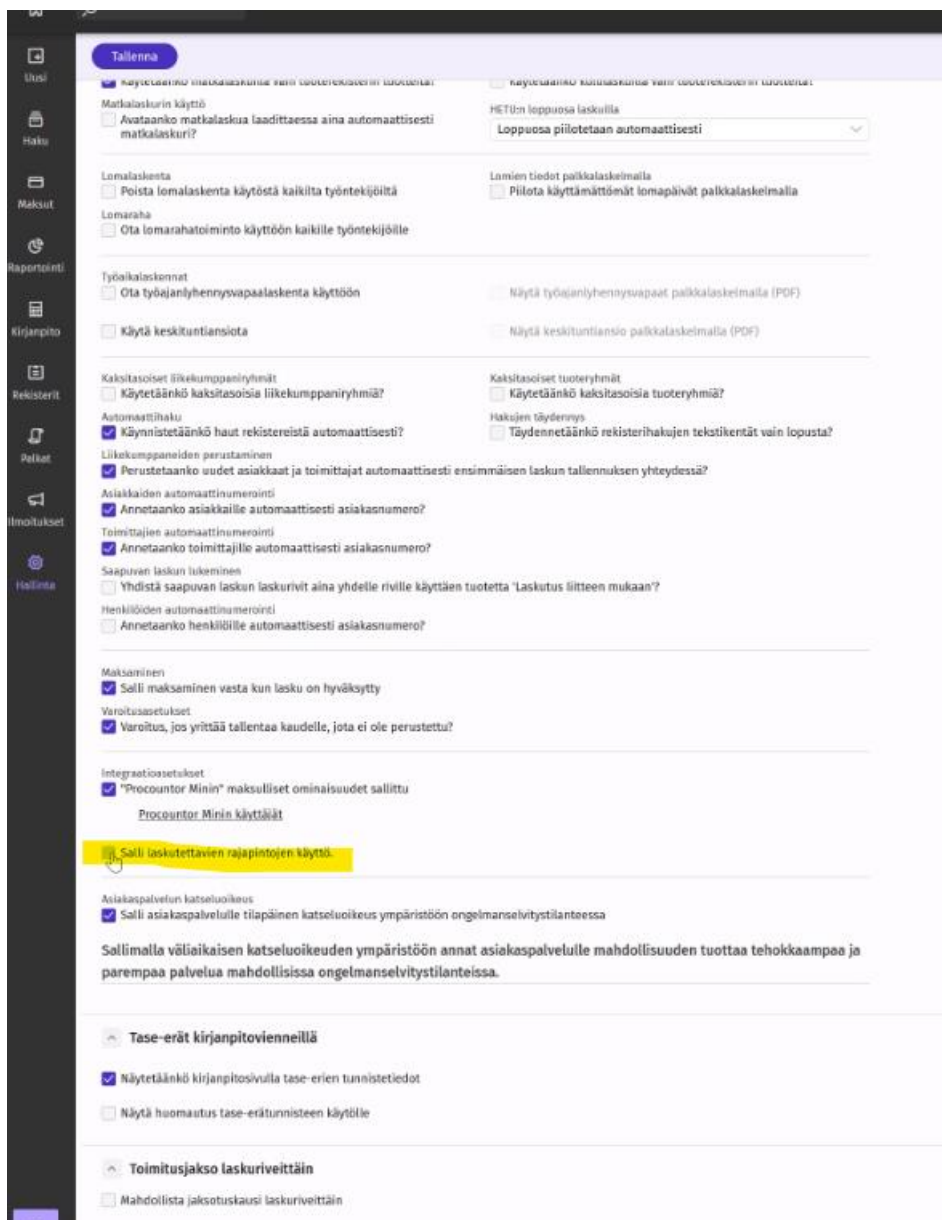 Uusi
Haku
Maksut
Raportointi
Kirjanpito
Rekisterit
Palkat
Ilmoitukset
Hallinta
Tallenna
Käytetäänkö matkalaskulla vain tuoterekisterin tuotteita?
Käytetäänkö kululaskulla vain tuoterekisterin tuotteita?
Matkalaskurin käyttö
Avataanko matkalaskua laadittaessa aina automaattisesti
matkalaskuri?
HETU:n loppuosa laskuilla
Loppuosa piilotetaan automaattisesti
Lomalaskenta
Poista lomalaskenta käytöstä kaikilta työntekijöiltä
Lomien tiedot palkkalaskelmalla
Piilota käyttämättömät lomapäivät palkkalaskelmalla
Lomaraha
Ota lomarahatoiminto käyttöön kaikille työntekijöille
Työaikalaskennat
Ota työajanlyhennysvapaalaskenta käyttöön
Näytä työajanlyhennysvapaat palkkalaskelmalla (PDF)
Käytä keskituntiansiota
Näytä keskituntiansio palkkalaskelmalla (PDF)
Kaksitasoiset liikekumppaniryhmät
Käytetäänkö kaksitasoisia liikekumppaniryhmiä?
Kaksitasoiset tuoteryhmät
Käytetäänkö kaksitasoisia tuoteryhmiä?
Automaattihaku
Käynnistetäänkö haut rekistereistä automaattisesti?
Hakujen täydennys
Täydennetäänkö rekisterihakujen tekstikentät vain lopusta?
Liikekumppaneiden perustaminen
Perustetaanko uudet asiakkaat ja toimittajat automaattisesti ensimmäisen laskun tallennuksen yhteydessä?
Asiakkaiden automaattinumerointi
Annetaanko asiakkaille automaattisesti asiakasnumero?
Toimittajien automaattinumerointi
Annetaanko toimittajille automaattisesti asiakasnumero?
Saapuvan laskun lukeminen
Yhdistä saapuvan laskun laskurivit aina yhdelle riville käyttäen tuotetta 'Laskutus liitteen mukaan'?
Henkilöiden automaattinumerointi
Annetaanko henkilöille automaattisesti asiakasnumero?
Maksaminen
Salli maksaminen vasta kun lasku on hyväksytty
Varoitusasetukset
Varoitus, jos yrittää tallentaa kaudelle, jota ei ole perustettu?
Integraatioasetukset
"Procountor Minin" maksulliset ominaisuudet sallittu
Procountor Minin käyttäjät
Salli laskutettavien rajapintojen käyttö.
Asiakaspalvelun katseluoikeus
Salli asiakaspalvelulle tilapäinen katseluoikeus ympäristöön ongelmanselvitystilanteessa
Sallimalla väliaikaisen katseluoikeuden ympäristöön annat asiakaspalvelulle mahdollisuuden tuottaa tehokkaampaa ja
parempaa palvelua mahdollisissa ongelmanselvitystilanteissa.
Tase-erät kirjanpitovienneillä
Näytetäänkö kirjanpitosivulla tase-erien tunnistetiedot
Näytä huomautus tase-erätunnisteen käytölle
Toimitusjakso laskuriveittäin
Mahdollista jaksotuskausi laskuriveittäin